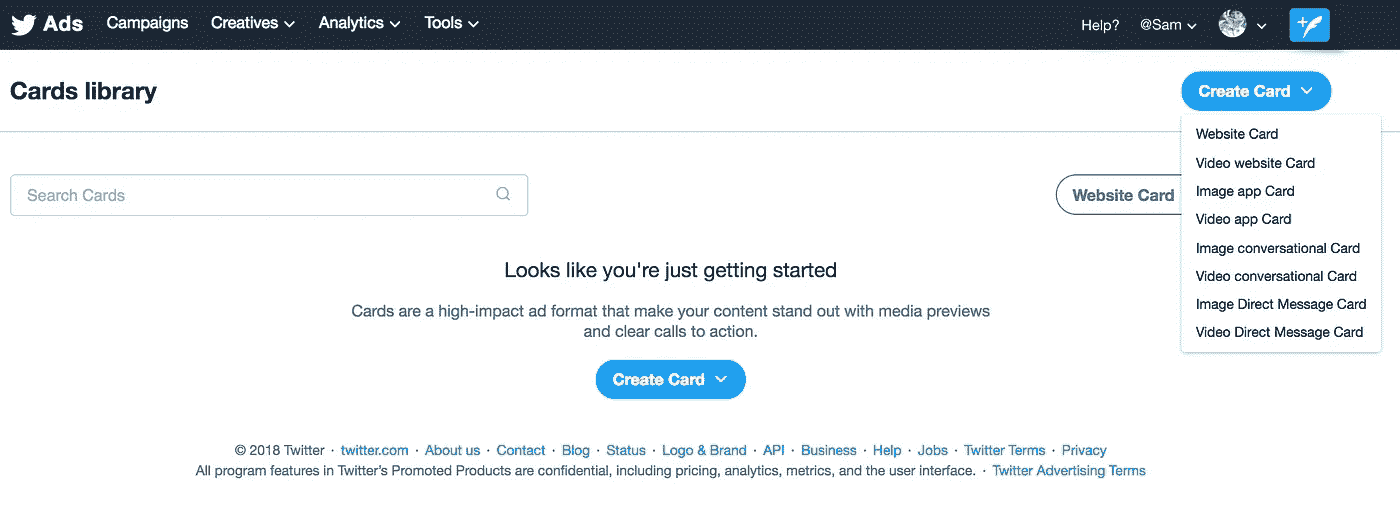 Ads Campaigns Creatives Analytics Tools Help? @Sam
Cards library
Create Card
Website Card
Video website Card
Image app Card
Video app Card
Image conversational Card
Video conversational Card
Image Direct Message Card
Video Direct Message Card
Search Cards
Website Card
Looks like you're just getting started
Cards are a high-impact ad format that make your content stand out with media previews
and clear calls to action.
Create Card
© 2018 Twitter · twitter.com · About us · Contact · Blog · Status · Logo & Brand · API · Business · Help · Jobs · Twitter Terms · Privacy
All program features in Twitter's Promoted Products are confidential, including pricing, analytics, metrics, and the user interface. · Twitter Advertising Terms